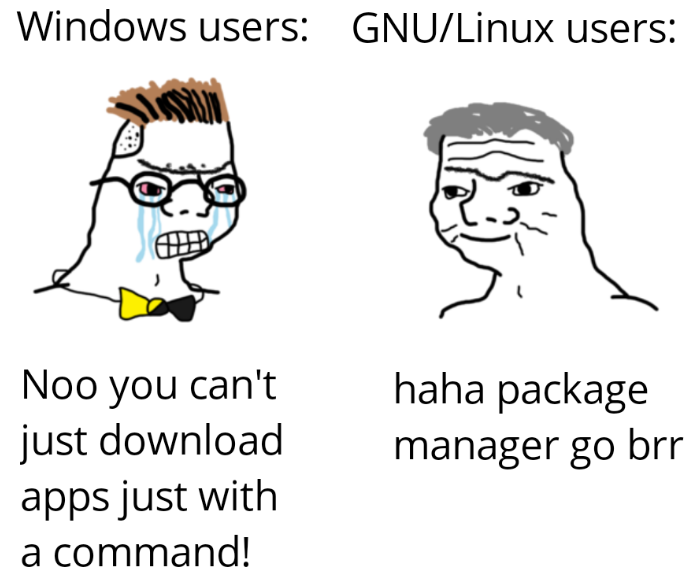 Windows users:
GNU/Linux users:
Noo you can't
just download
apps just with
a command!
haha package
manager go brr